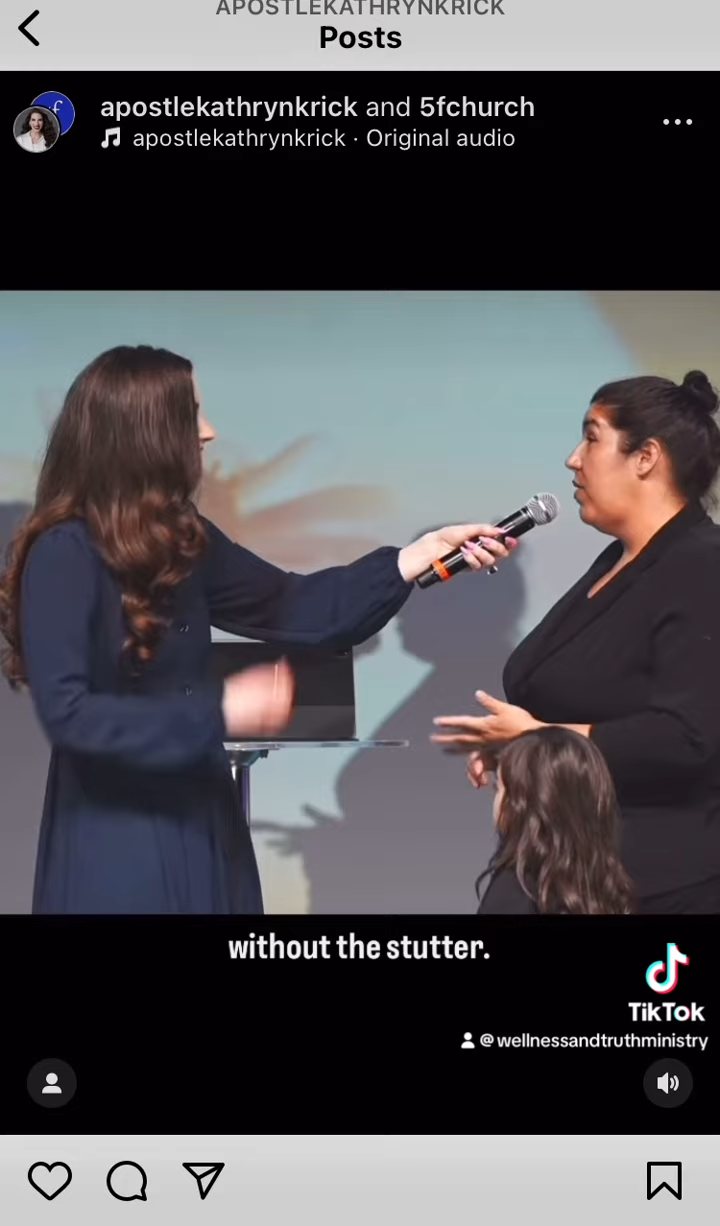 APOSTLEKATHRYNKRICK
Posts
apostlekathrynkrick and 5fchurch
apostlekathrynkrick · Original audio
without the stutter.
TikTok
@wellnessandtruthministry